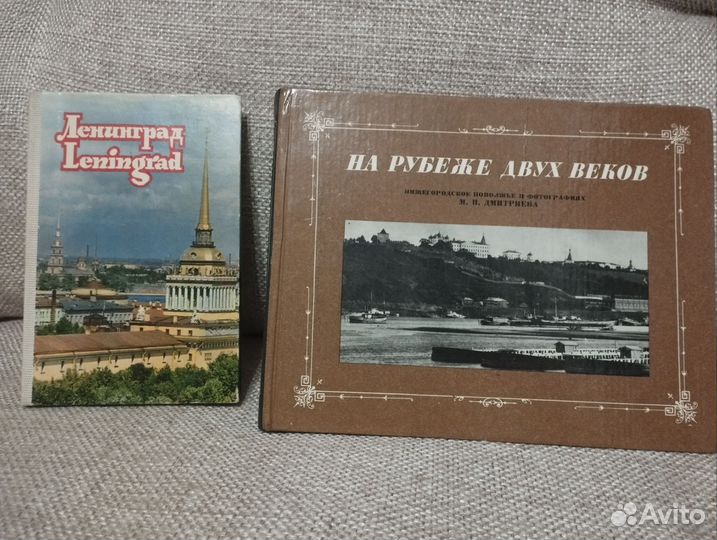 Ленинград
Leningrad
НА РУБЕЖЕ ДВУХ ВЕКОВ
НИЖЕГОРОДСКОЕ ПОВОЛЖЬЕ В ФОТОГРАФИЯХ
М. П. ДМИТРИЕВА
Avito